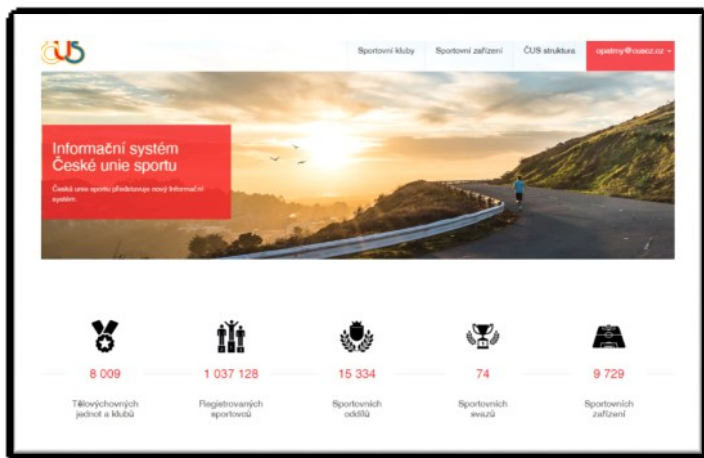 ČUS
Sportovní kluby
Sportovní zařízení
ČUS struktura
opatrny@cuscz.cz
Informační systém
České unie sportu
Česká unie sportu představuje nový Informační
systém.
8 009
1 037 128
15 334
74
9 729
Tělovýchovných
jednot a klubů
Registrovaných
sportovců
Sportovních
oddílů
Sportovních
svazů
Sportovních
zařízení